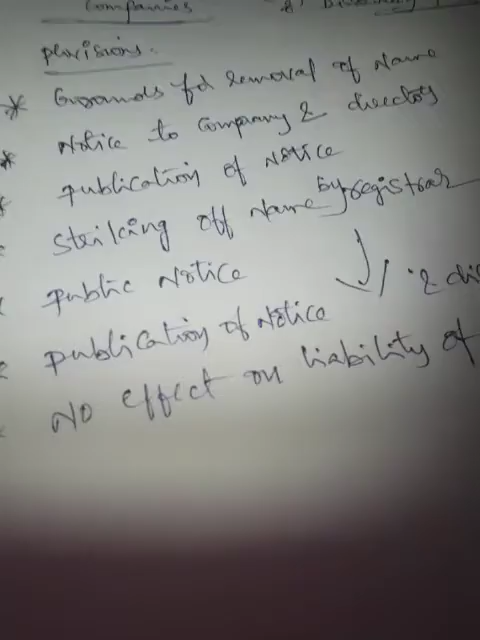 Companies
provisions.
* Grounds for removal of Name
* Notice to Company & directors
publication of Notice
Striking off Name by registrar
public Notice
publication of Notice
No effect on liability of